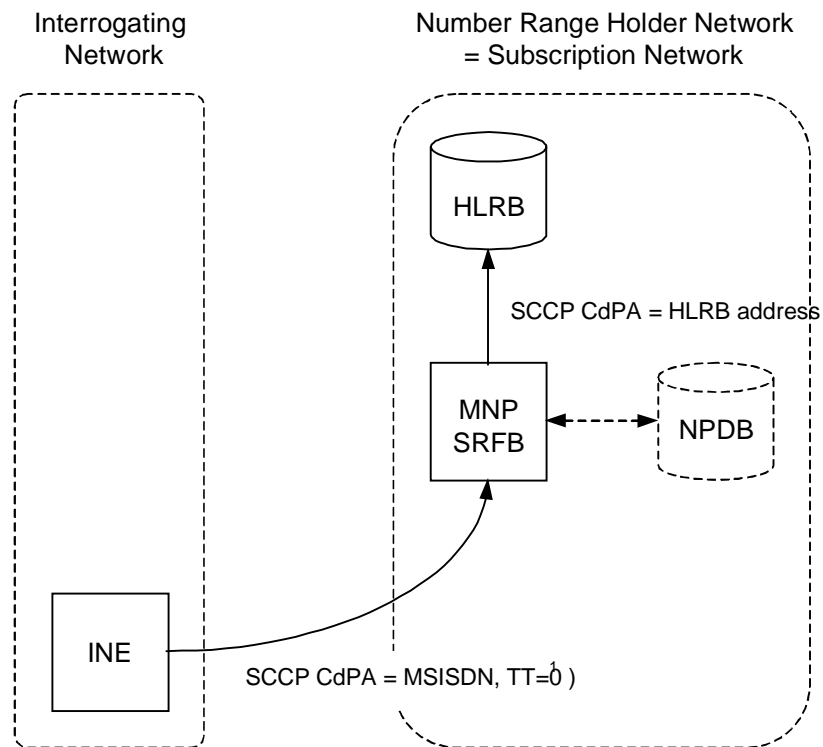 Interrogating
Network
Number Range Holder Network
= Subscription Network
HLRB
SCCP CdPA = HLRB address
MNP
SRFB
NPDB
INE
SCCP CdPA = MSISDN, TT=0 1)